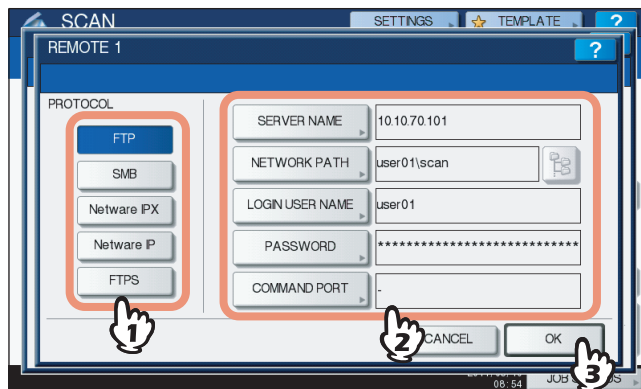 SCAN
SETTINGS
TEMPLATE
?
REMOTE 1
?
PROTOCOL
FTP
SERVER NAME
10.10.70.101
SMB
NETWORK PATH
user01\scan
Netware IPX
LOGIN USER NAME
user01
Netware IP
PASSWORD
****************************
FTPS
COMMAND PORT
-
1
2
CANCEL
OK
3
08:54
JOB